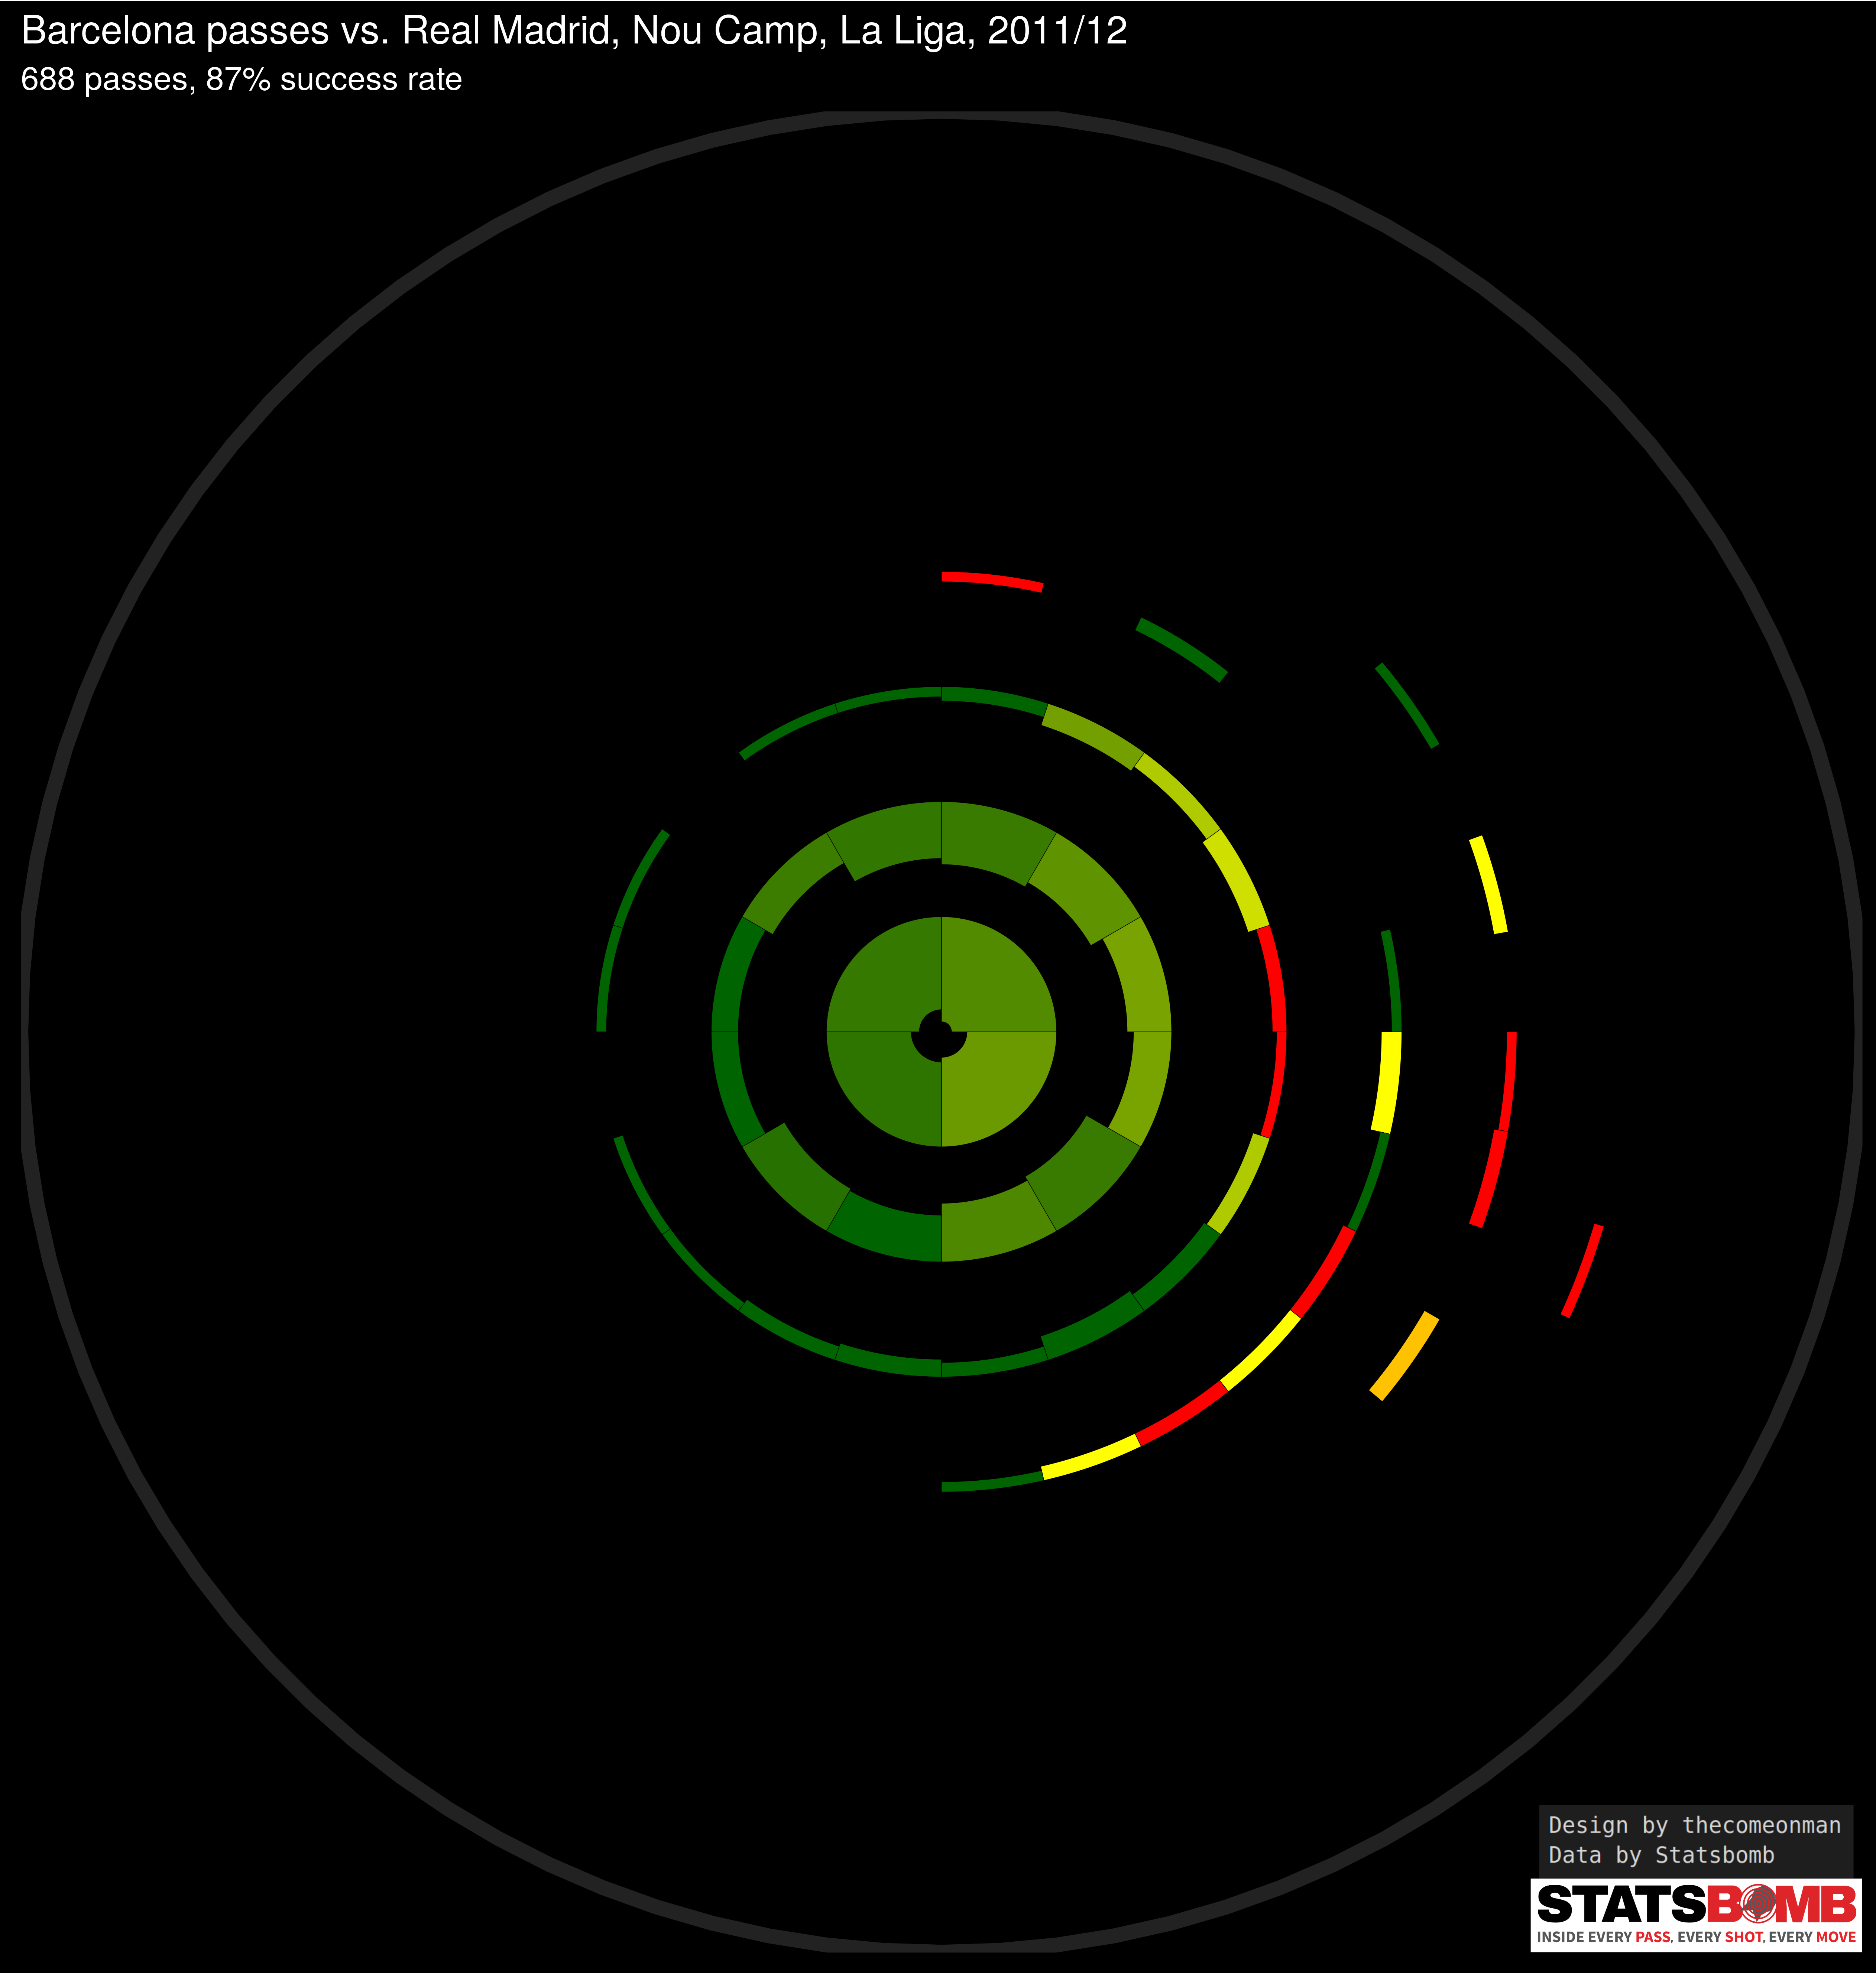 Barcelona passes vs. Real Madrid, Nou Camp, La Liga, 2011/12
688 passes, 87% success rate
Design by thecomeonman
Data by Statsbomb
STATSBOMB
INSIDE EVERY PASS, EVERY SHOT, EVERY MOVE